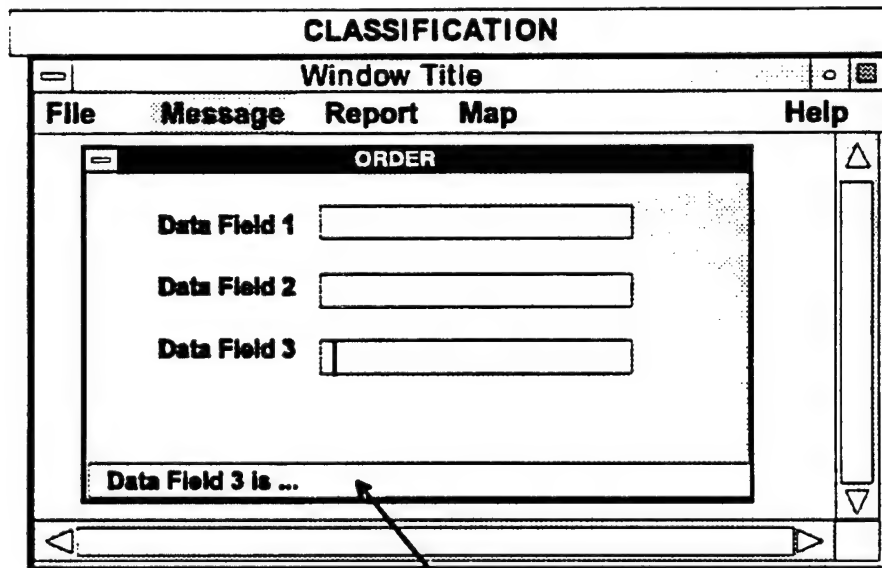 CLASSIFICATION
Window Title
File Message Report Map Help
ORDER
Data Field 1
Data Field 2
Data Field 3
Data Field 3 is ...